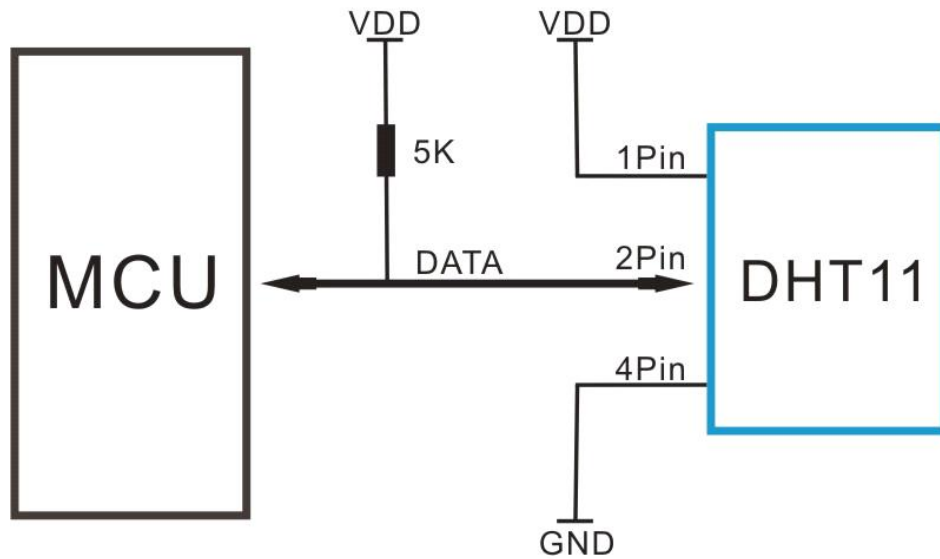 VDD
VDD
5K
1Pin
MCU
DATA
2Pin
DHT11
4Pin
GND